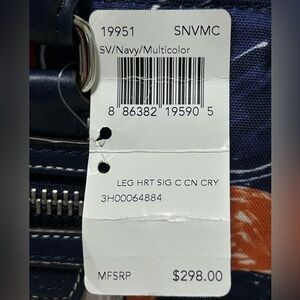 19951 SNVMC
SV/Navy/Multicolor
8 86382 19590 5
LEG HRT SIG C CN CRY
3H00064884
MFSRP $298.00